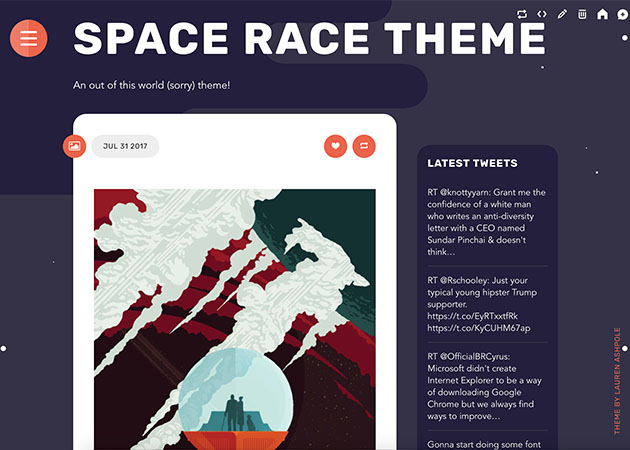 SPACE RACE THEME
An out of this world (sorry) theme!
JUL 31 2017
LATEST TWEETS
RT @knottyyarn: Grant me the
confidence of a white man
who writes an anti-diversity
letter with a CEO named
Sundar Pinchai & doesn't
think…
RT @Rschooley: Just your
typical young hipster Trump
supporter.
https://t.co/EyRTxxtfRk
https://t.co/KyCUHM67ap
RT @OfficialBRCyrus:
Microsoft didn't create
Internet Explorer to be a way
of downloading Google
Chrome but we always find
ways to improve…
Gonna start doing some font
THEME BY LAUREN ASHPOLE